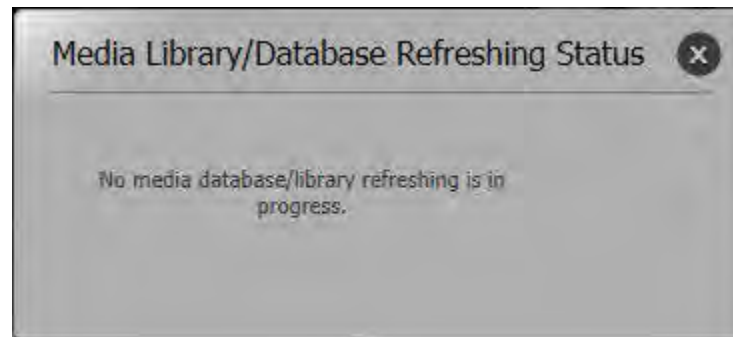 Media Library/Database Refreshing Status
No media database/library refreshing is in
progress.